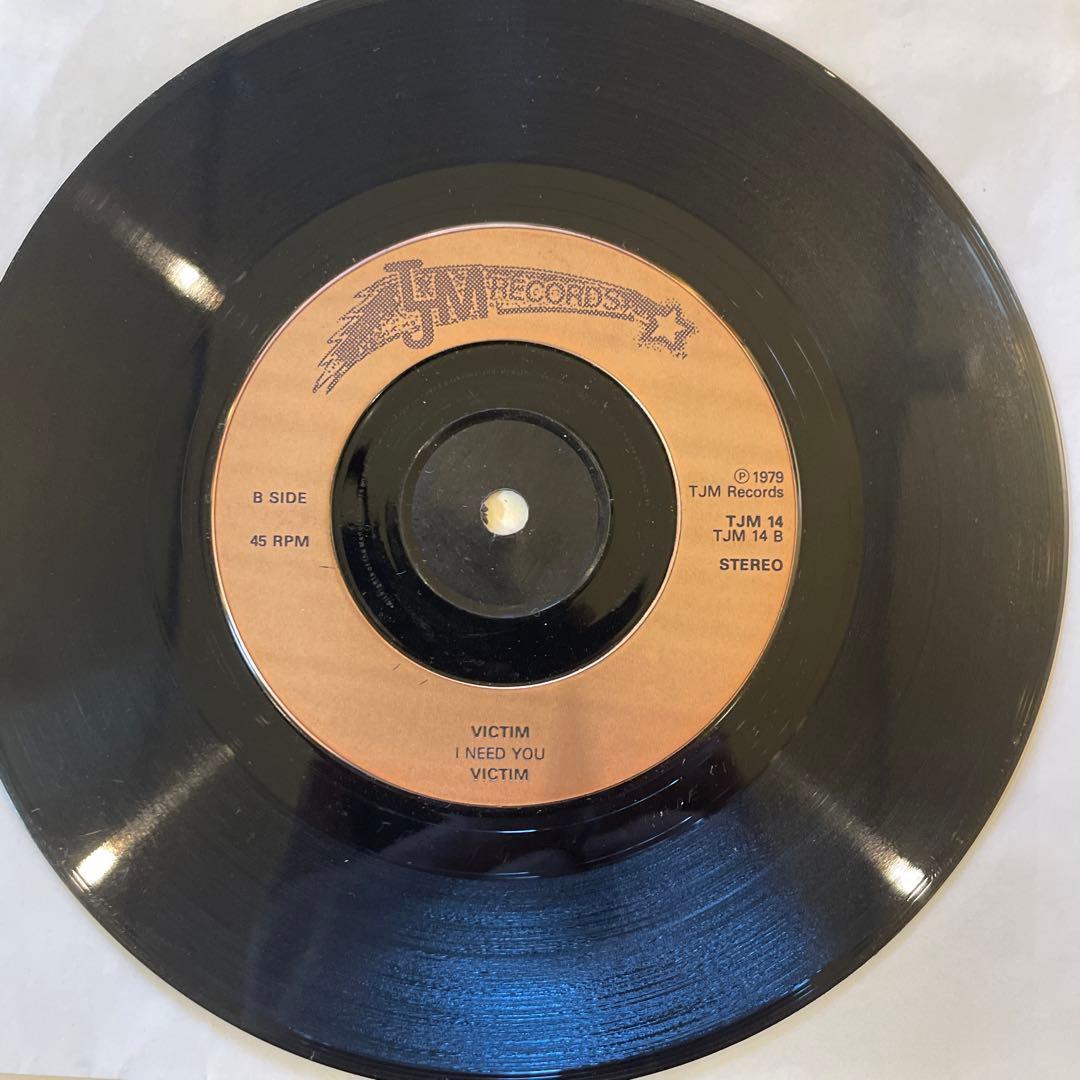 TJM RECORDS
B SIDE
45 RPM
℗ 1979
TJM Records
TJM 14
TJM 14 B
STEREO
VICTIM
I NEED YOU
VICTIM